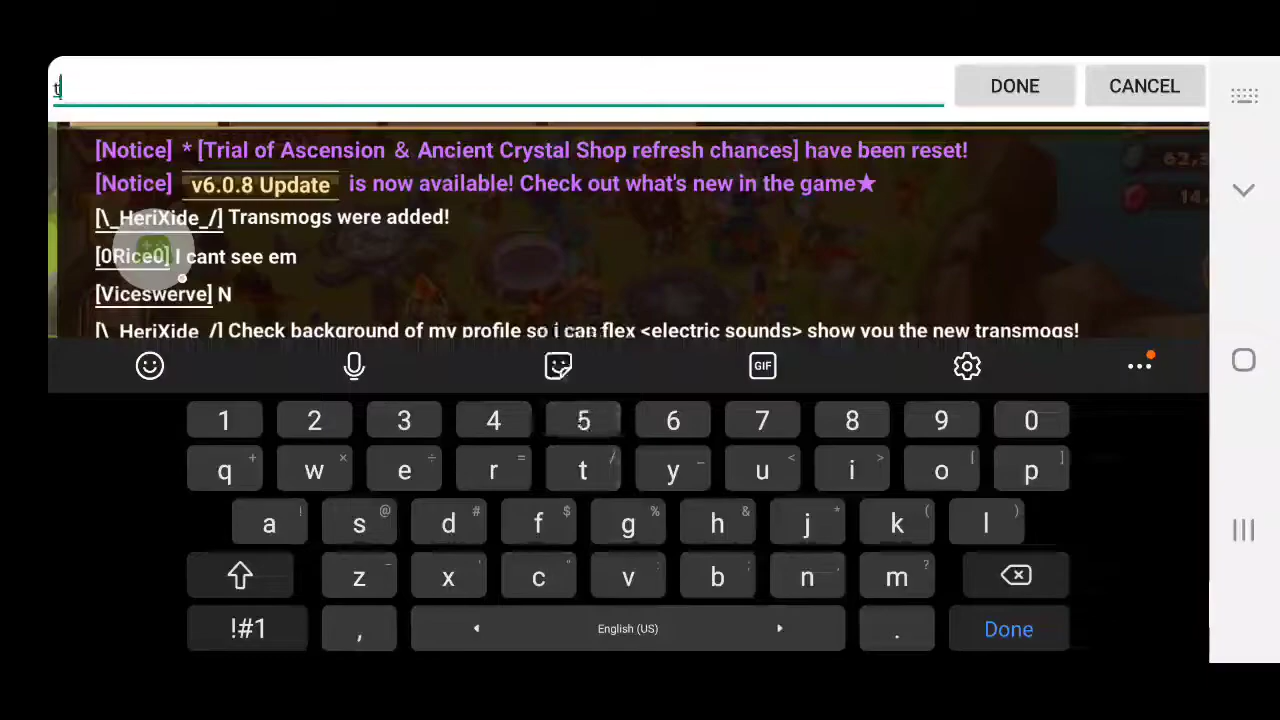 t
DONE
CANCEL
[Notice] * [Trial of Ascension & Ancient Crystal Shop refresh chances] have been reset!
[Notice] v6.0.8 Update is now available! Check out what's new in the game★
[\_HeriXide_/] Transmogs were added!
[0Rice0] I cant see em
[Viceswerve] N
[\_HeriXide_/] Check background of my profile so i can flex <electric sounds> show you the new transmogs!
GIF
1 2 3 4 5 6 7 8 9 0
q + w × e ÷ r = t / y _ u < i > o [ p ]
a ! s @ d # f $ g % h & j * k ( l )
z - x ' c " v : b ; n , m ?
!#1 , English (US) . Done